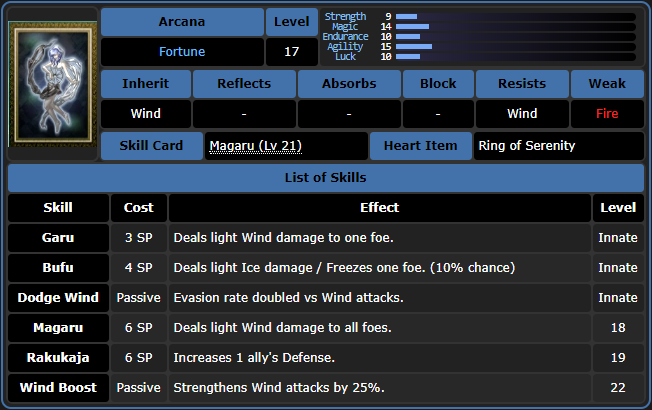 Arcana Level
Fortune 17
Strength 9
Magic 14
Endurance 10
Agility 15
Luck 10
Inherit Reflects Absorbs Block Resists Weak
Wind - - - Wind Fire
Skill Card Magaru (Lv 21) Heart Item Ring of Serenity
List of Skills
Skill Cost Effect Level
Garu 3 SP Deals light Wind damage to one foe. Innate
Bufu 4 SP Deals light Ice damage / Freezes one foe. (10% chance) Innate
Dodge Wind Passive Evasion rate doubled vs Wind attacks. Innate
Magaru 6 SP Deals light Wind damage to all foes. 18
Rakukaja 6 SP Increases 1 ally's Defense. 19
Wind Boost Passive Strengthens Wind attacks by 25%. 22